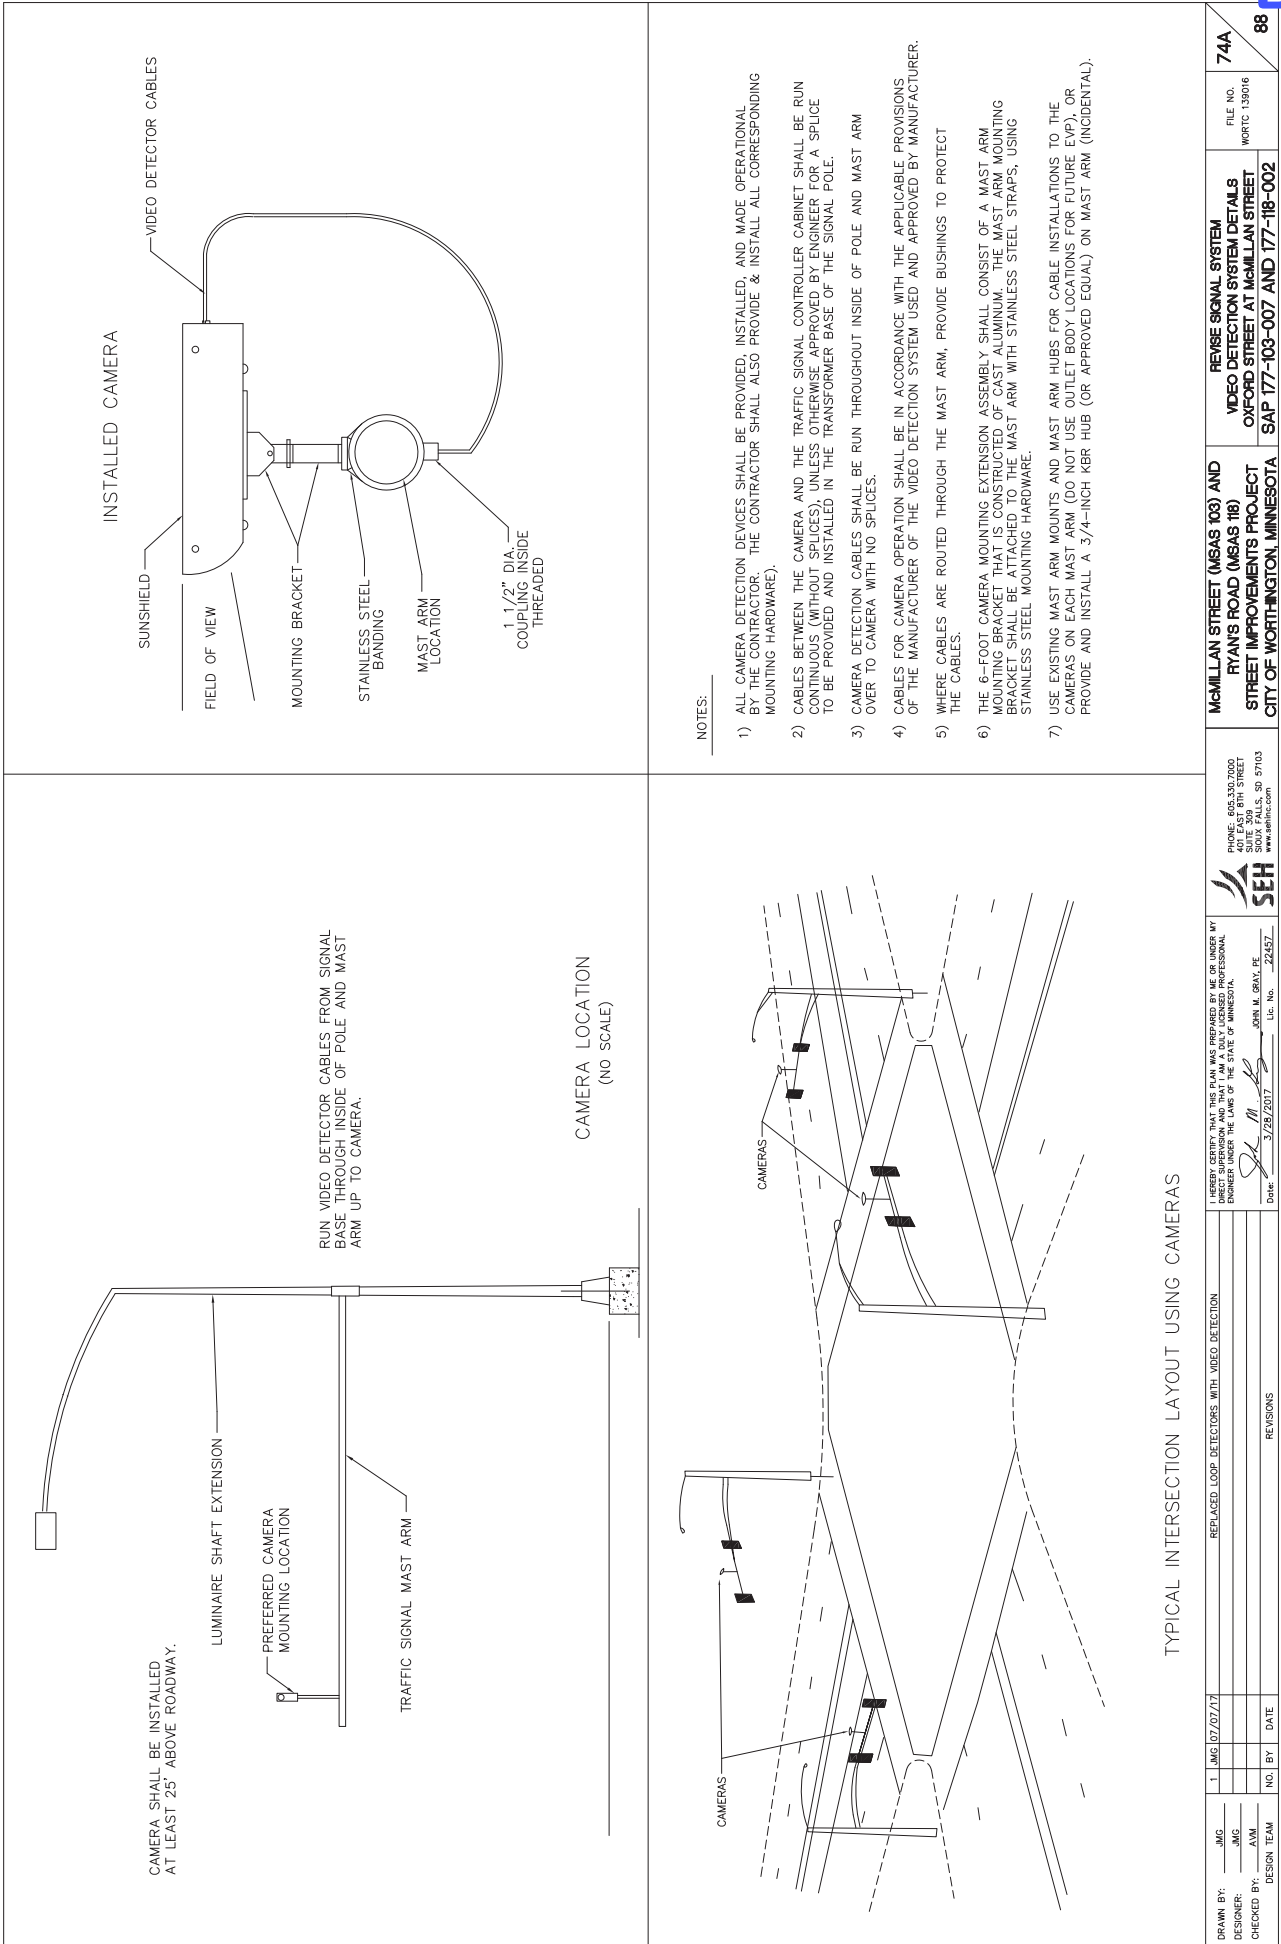 CAMERA SHALL BE INSTALLED
AT LEAST 25' ABOVE ROADWAY.
LUMINAIRE SHAFT EXTENSION
PREFERRED CAMERA
MOUNTING LOCATION
TRAFFIC SIGNAL MAST ARM
RUN VIDEO DETECTOR CABLES FROM SIGNAL
BASE THROUGH INSIDE OF POLE AND MAST
ARM UP TO CAMERA.
CAMERA LOCATION
(NO SCALE)
INSTALLED CAMERA
SUNSHIELD
VIDEO DETECTOR CABLES
FIELD OF VIEW
MOUNTING BRACKET
STAINLESS STEEL
BANDING
MAST ARM
LOCATION
1 1/2" DIA.
COUPLING INSIDE
THREADED
CAMERAS
CAMERAS
TYPICAL INTERSECTION LAYOUT USING CAMERAS
NOTES:
1) ALL CAMERA DETECTION DEVICES SHALL BE PROVIDED, INSTALLED, AND MADE OPERATIONAL
BY THE CONTRACTOR. THE CONTRACTOR SHALL ALSO PROVIDE & INSTALL ALL CORRESPONDING
MOUNTING HARDWARE).
2) CABLES BETWEEN THE CAMERA AND THE TRAFFIC SIGNAL CONTROLLER CABINET SHALL BE RUN
CONTINUOUS (WITHOUT SPLICES), UNLESS OTHERWISE APPROVED BY ENGINEER FOR A SPLICE
TO BE PROVIDED AND INSTALLED IN THE TRANSFORMER BASE OF THE SIGNAL POLE.
3) CAMERA DETECTION CABLES SHALL BE RUN THROUGHOUT INSIDE OF POLE AND MAST ARM
OVER TO CAMERA WITH NO SPLICES.
4) CABLES FOR CAMERA OPERATION SHALL BE IN ACCORDANCE WITH THE APPLICABLE PROVISIONS
OF THE MANUFACTURER OF THE VIDEO DETECTION SYSTEM USED AND APPROVED BY MANUFACTURER.
5) WHERE CABLES ARE ROUTED THROUGH THE MAST ARM, PROVIDE BUSHINGS TO PROTECT
THE CABLES.
6) THE 6-FOOT CAMERA MOUNTING EXTENSION ASSEMBLY SHALL CONSIST OF A MAST ARM
MOUNTING BRACKET THAT IS CONSTRUCTED OF CAST ALUMINUM. THE MAST ARM MOUNTING
BRACKET SHALL BE ATTACHED TO THE MAST ARM WITH STAINLESS STEEL STRAPS, USING
STAINLESS STEEL MOUNTING HARDWARE.
7) USE EXISTING MAST ARM MOUNTS AND MAST ARM HUBS FOR CABLE INSTALLATIONS TO THE
CAMERAS ON EACH MAST ARM (DO NOT USE OUTLET BODY LOCATIONS FOR FUTURE EVP), OR
PROVIDE AND INSTALL A 3/4-INCH KBR HUB (OR APPROVED EQUAL) ON MAST ARM (INCIDENTAL).
DRAWN BY: JMG
DESIGNER: JMG
CHECKED BY: AVM
DESIGN TEAM
1 JMG 07/07/17 REPLACED LOOP DETECTORS WITH VIDEO DETECTION
NO. BY DATE REVISIONS
I HEREBY CERTIFY THAT THIS PLAN WAS PREPARED BY ME OR UNDER MY
DIRECT SUPERVISION AND THAT I AM A DULY LICENSED PROFESSIONAL
ENGINEER UNDER THE LAWS OF THE STATE OF MINNESOTA.
JOHN M. GRAY, PE
Date: 3/28/2017 Lic. No. 22457
SEH
PHONE: 605.330.7000
401 EAST 8TH STREET
SUITE 309
SIOUX FALLS, SD 57103
www.sehinc.com
McMILLAN STREET (MSAS 103) AND
RYAN'S ROAD (MSAS 118)
STREET IMPROVEMENTS PROJECT
CITY OF WORTHINGTON, MINNESOTA
REVISE SIGNAL SYSTEM
VIDEO DETECTION SYSTEM DETAILS
OXFORD STREET AT McMILLAN STREET
SAP 177-103-007 AND 177-118-002
FILE NO.
WORTC 139016
74A
88